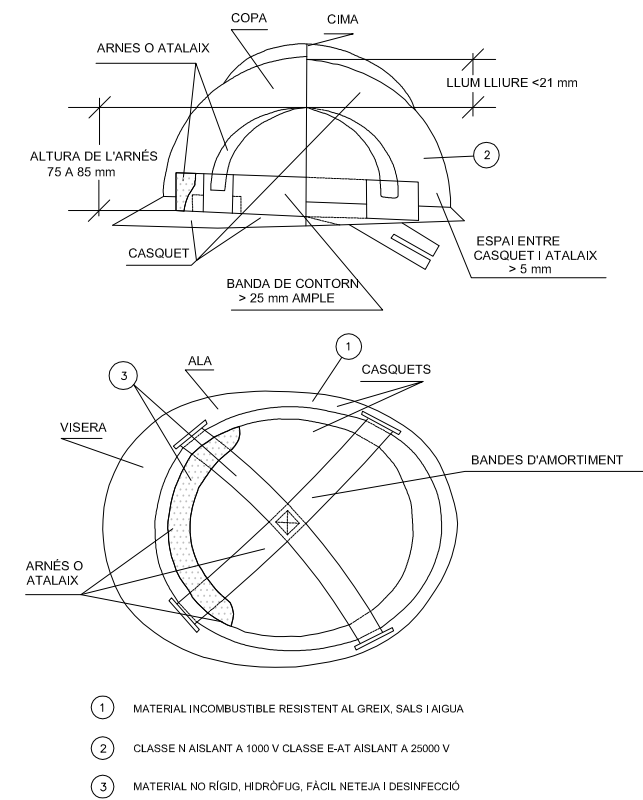 COPA
CIMA
ARNES O ATALAIX
LLUM LLIURE <21 mm
ALTURA DE L'ARNÉS
75 A 85 mm
2
CASQUET
ESPAI ENTRE
CASQUET I ATALAIX
> 5 mm
BANDA DE CONTORN
> 25 mm AMPLE
1
ALA
3
CASQUETS
VISERA
BANDES D'AMORTIMENT
ARNÉS O
ATALAIX
1 MATERIAL INCOMBUSTIBLE RESISTENT AL GREIX, SALS I AIGUA
2 CLASSE N AISLANT A 1000 V CLASSE E-AT AISLANT A 25000 V
3 MATERIAL NO RÍGID, HIDRÒFUG, FÀCIL NETEJA I DESINFECCIÓ